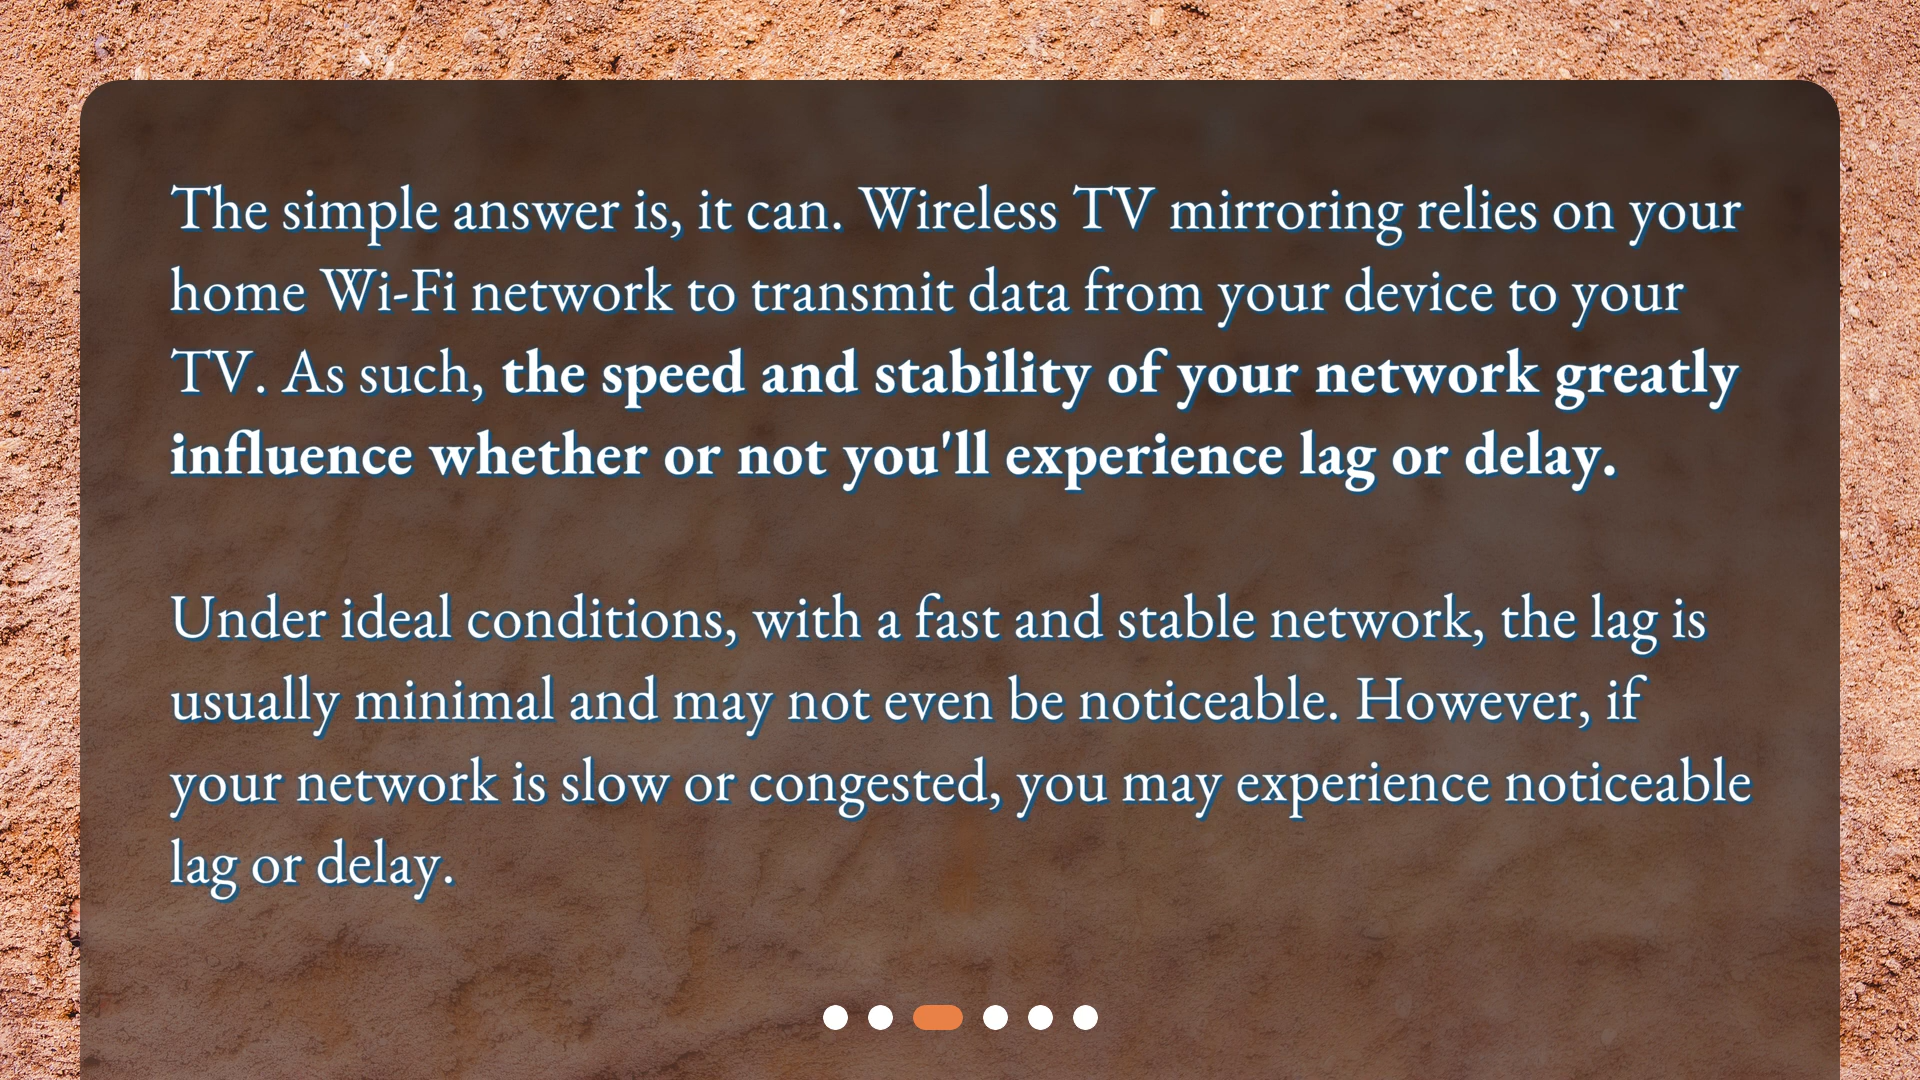 The simple answer is, it can. Wireless TV mirroring relies on your
home Wi-Fi network to transmit data from your device to your
TV. As such, the speed and stability of your network greatly
influence whether or not you'll experience lag or delay.
Under ideal conditions, with a fast and stable network, the lag is
usually minimal and may not even be noticeable. However, if
your network is slow or congested, you may experience noticeable
lag or delay.